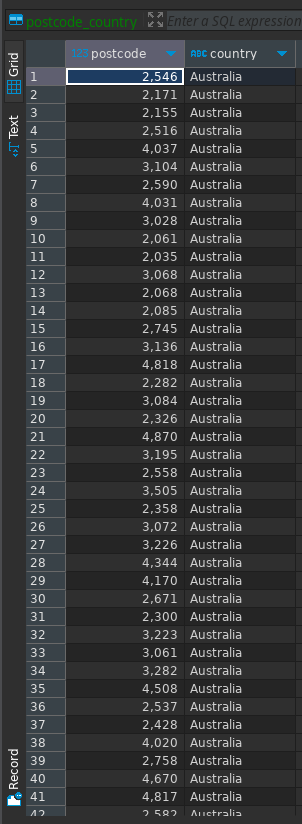 postcode_country Enter a SQL expression
Grid
Text
Record
123 postcode ABC country
1 2,546 Australia
2 2,171 Australia
3 2,155 Australia
4 2,516 Australia
5 4,037 Australia
6 3,104 Australia
7 2,590 Australia
8 4,031 Australia
9 3,028 Australia
10 2,061 Australia
11 2,035 Australia
12 3,068 Australia
13 2,068 Australia
14 2,085 Australia
15 2,745 Australia
16 3,136 Australia
17 4,818 Australia
18 2,282 Australia
19 3,084 Australia
20 2,326 Australia
21 4,870 Australia
22 3,195 Australia
23 2,558 Australia
24 3,505 Australia
25 2,358 Australia
26 3,072 Australia
27 3,226 Australia
28 4,344 Australia
29 4,170 Australia
30 2,671 Australia
31 2,300 Australia
32 3,223 Australia
33 3,061 Australia
34 3,282 Australia
35 4,508 Australia
36 2,537 Australia
37 2,428 Australia
38 4,020 Australia
39 2,758 Australia
40 4,670 Australia
41 4,817 Australia
42 2,582 Australia